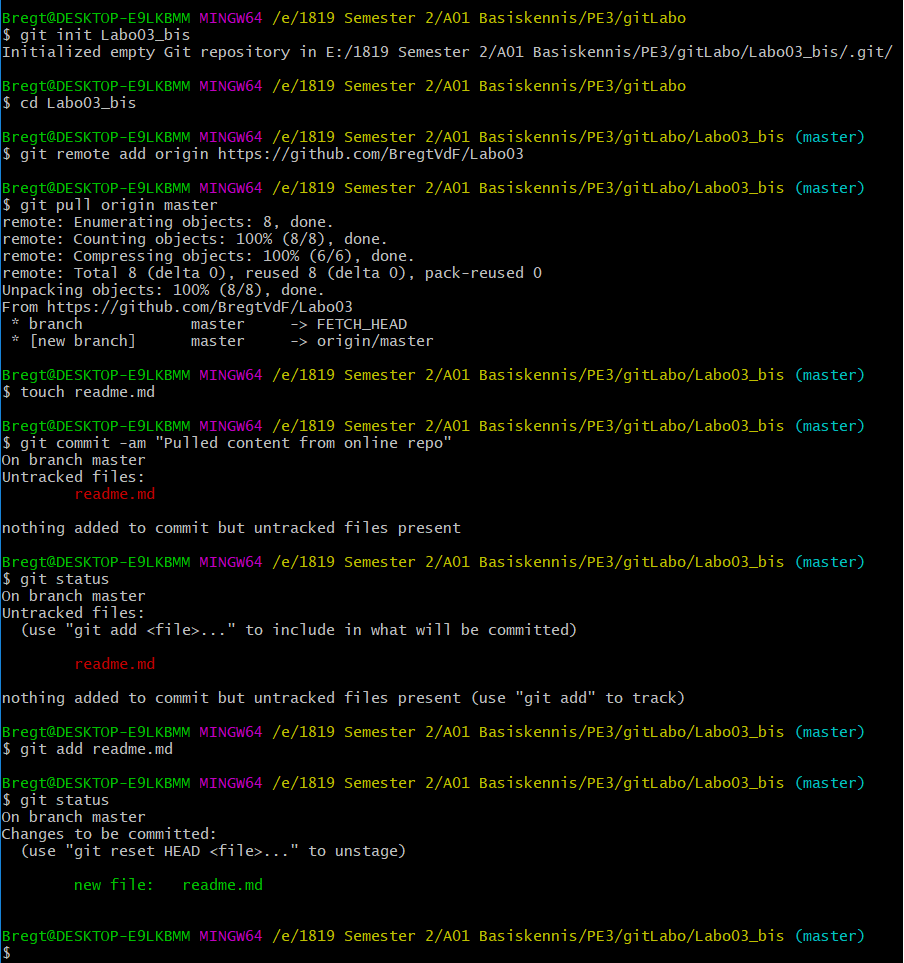 Bregt@DESKTOP-E9LKBMM MINGW64 /e/1819 Semester 2/A01 Basiskennis/PE3/gitLabo
$ git init Labo03_bis
Initialized empty Git repository in E:/1819 Semester 2/A01 Basiskennis/PE3/gitLabo/Labo03_bis/.git/
Bregt@DESKTOP-E9LKBMM MINGW64 /e/1819 Semester 2/A01 Basiskennis/PE3/gitLabo
$ cd Labo03_bis
Bregt@DESKTOP-E9LKBMM MINGW64 /e/1819 Semester 2/A01 Basiskennis/PE3/gitLabo/Labo03_bis (master)
$ git remote add origin https://github.com/BregtVdF/Labo03
Bregt@DESKTOP-E9LKBMM MINGW64 /e/1819 Semester 2/A01 Basiskennis/PE3/gitLabo/Labo03_bis (master)
$ git pull origin master
remote: Enumerating objects: 8, done.
remote: Counting objects: 100% (8/8), done.
remote: Compressing objects: 100% (6/6), done.
remote: Total 8 (delta 0), reused 8 (delta 0), pack-reused 0
Unpacking objects: 100% (8/8), done.
From https://github.com/BregtVdF/Labo03
 * branch            master     -> FETCH_HEAD
 * [new branch]      master     -> origin/master
Bregt@DESKTOP-E9LKBMM MINGW64 /e/1819 Semester 2/A01 Basiskennis/PE3/gitLabo/Labo03_bis (master)
$ touch readme.md
Bregt@DESKTOP-E9LKBMM MINGW64 /e/1819 Semester 2/A01 Basiskennis/PE3/gitLabo/Labo03_bis (master)
$ git commit -am "Pulled content from online repo"
On branch master
Untracked files:
        readme.md
nothing added to commit but untracked files present
Bregt@DESKTOP-E9LKBMM MINGW64 /e/1819 Semester 2/A01 Basiskennis/PE3/gitLabo/Labo03_bis (master)
$ git status
On branch master
Untracked files:
  (use "git add <file>..." to include in what will be committed)
        readme.md
nothing added to commit but untracked files present (use "git add" to track)
Bregt@DESKTOP-E9LKBMM MINGW64 /e/1819 Semester 2/A01 Basiskennis/PE3/gitLabo/Labo03_bis (master)
$ git add readme.md
Bregt@DESKTOP-E9LKBMM MINGW64 /e/1819 Semester 2/A01 Basiskennis/PE3/gitLabo/Labo03_bis (master)
$ git status
On branch master
Changes to be committed:
  (use "git reset HEAD <file>..." to unstage)
        new file:   readme.md
Bregt@DESKTOP-E9LKBMM MINGW64 /e/1819 Semester 2/A01 Basiskennis/PE3/gitLabo/Labo03_bis (master)
$